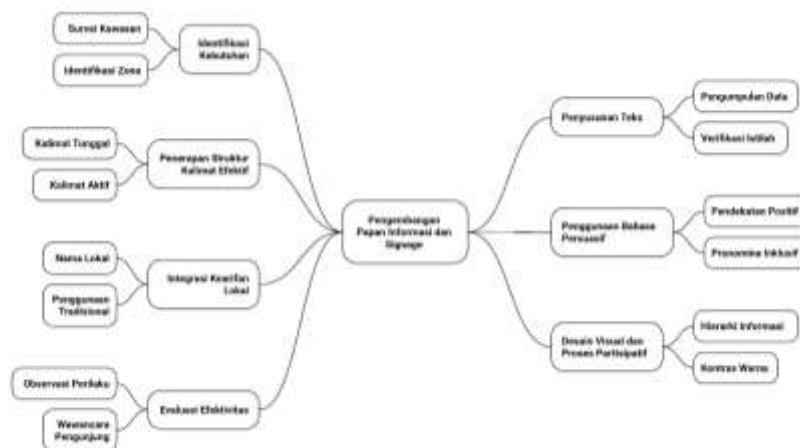 Survei Kawasan
Identifikasi Zona
Identifikasi
Kebutuhan
Kalimat Tunggal
Kalimat Aktif
Penerapan Struktur
Kalimat Efektif
Nama Lokal
Penggunaan
Tradisional
Integrasi Kearifan
Lokal
Observasi Perilaku
Wawancara
Pengunjung
Evaluasi Efektivitas
Pengembangan
Papan Informasi dan
Signage
Penyusunan Teks
Pengumpulan Data
Verifikasi Istilah
Penggunaan Bahasa
Persuasif
Pendekatan Positif
Pronomina Inklusif
Desain Visual dan
Proses Partisipatif
Hierarki Informasi
Kontras Warna